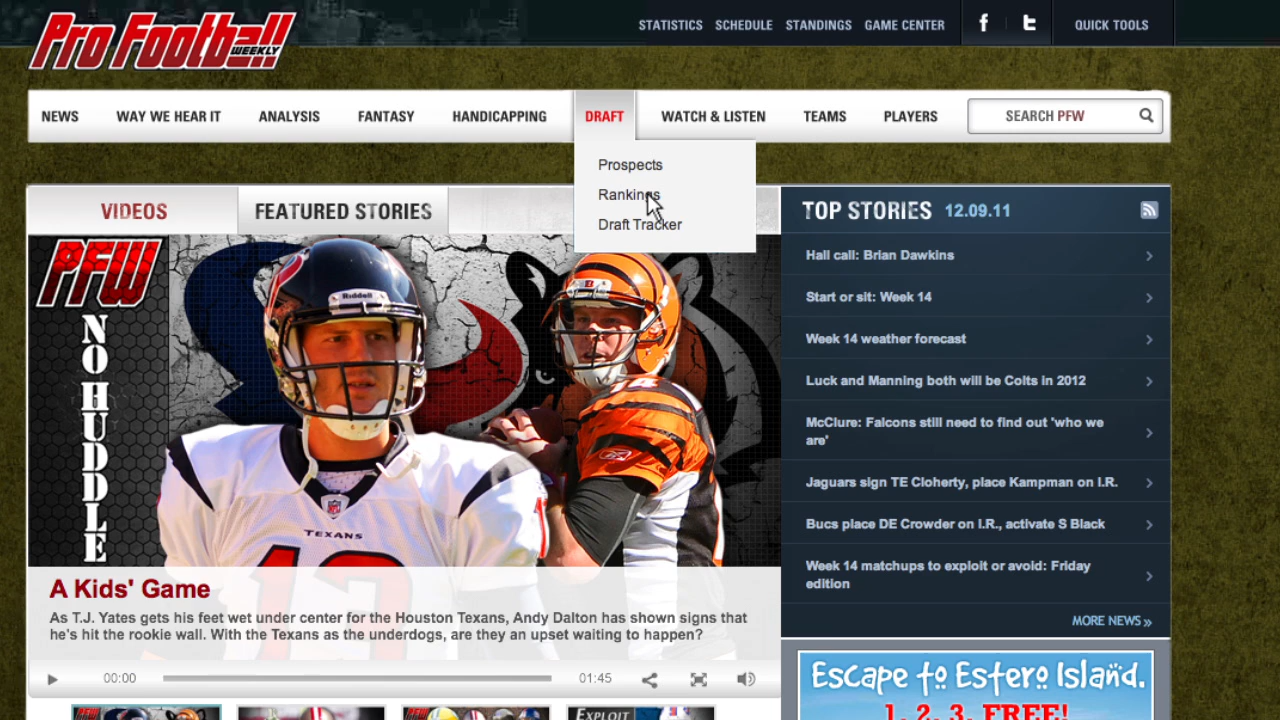 Pro Football
WEEKLY
STATISTICS SCHEDULE STANDINGS GAME CENTER
f t QUICK TOOLS
NEWS WAY WE HEAR IT ANALYSIS FANTASY HANDICAPPING DRAFT WATCH & LISTEN TEAMS PLAYERS SEARCH PFW
Prospects
Rankings
Draft Tracker
VIDEOS FEATURED STORIES
PFW
NO HUDDLE
Riddell
TEXANS
A Kids' Game
As T.J. Yates gets his feet wet under center for the Houston Texans, Andy Dalton has shown signs that
he's hit the rookie wall. With the Texans as the underdogs, are they an upset waiting to happen?
00:00 01:45
EXPLOIT
TOP STORIES 12.09.11
Hall call: Brian Dawkins
Start or sit: Week 14
Week 14 weather forecast
Luck and Manning both will be Colts in 2012
McClure: Falcons still need to find out 'who we
are'
Jaguars sign TE Cloherty, place Kampman on I.R.
Bucs place DE Crowder on I.R., activate S Black
Week 14 matchups to exploit or avoid: Friday
edition
MORE NEWS »
Escape to Estero Island.
1, 2, 3, FREE!